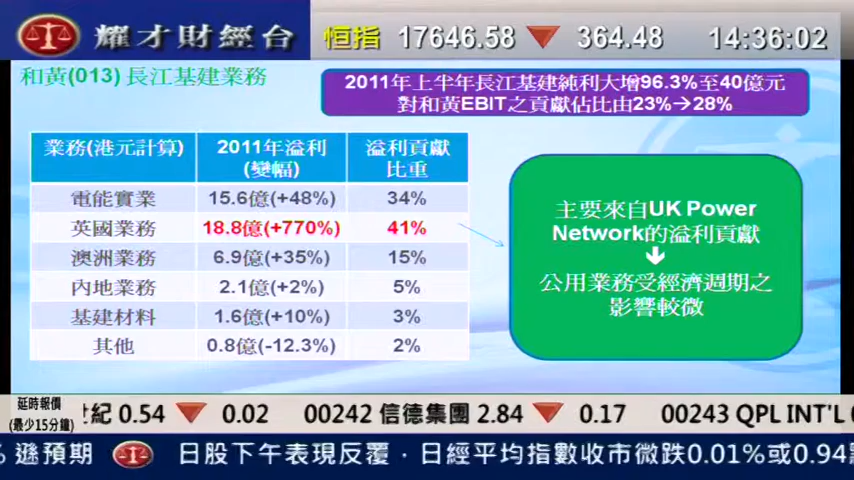 耀才財經台 恒指 17646.58 364.48 14:36:02
和黃(013) 長江基建業務
2011年上半年長江基建純利大增96.3%至40億元
對和黃EBIT之貢獻佔比由23%→28%
業務(港元計算) 2011年溢利(變幅) 溢利貢獻比重
電能實業 15.6億(+48%) 34%
英國業務 18.8億(+770%) 41%
澳洲業務 6.9億(+35%) 15%
內地業務 2.1億(+2%) 5%
基建材料 1.6億(+10%) 3%
其他 0.8億(-12.3%) 2%
主要來自UK Power
Network的溢利貢獻
公用業務受經濟週期之
影響較微
延時報價
(最少15分鐘)
紀 0.54 0.02 00242 信德集團 2.84 0.17 00243 QPL INT'L
% 遜預期 日股下午表現反覆．日經平均指數收市微跌0.01%或0.94